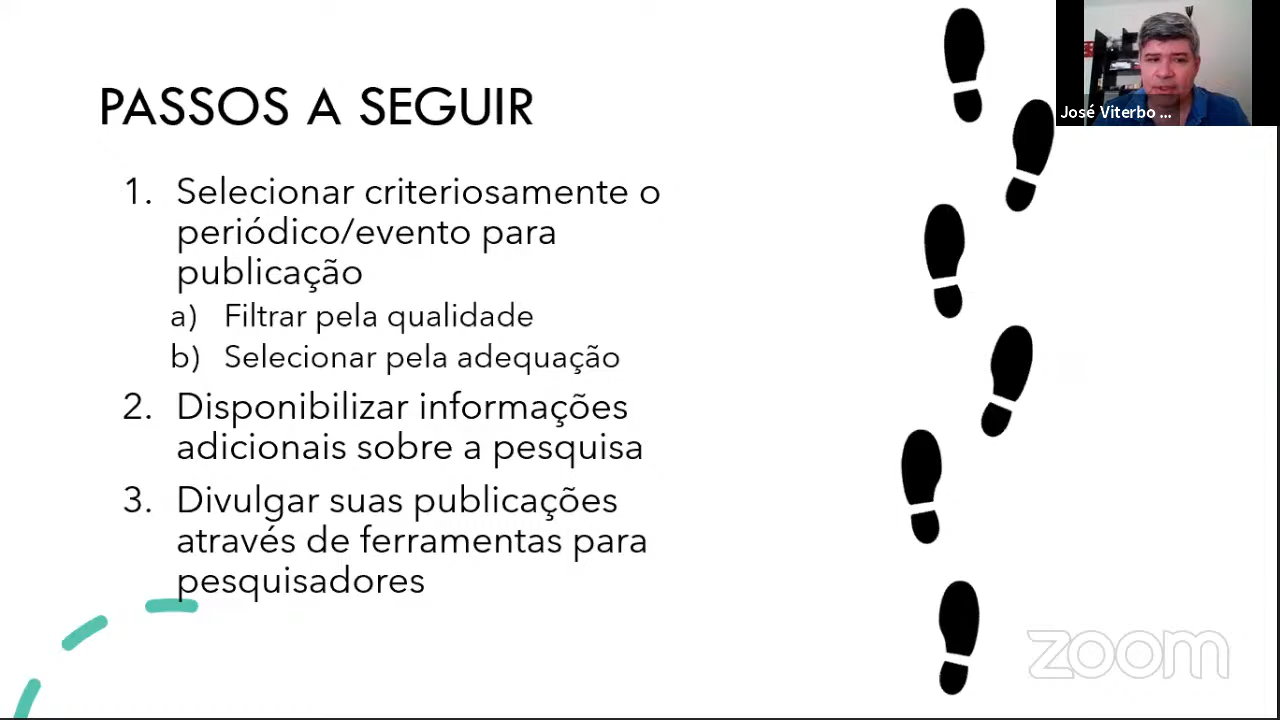 PASSOS A SEGUIR
1. Selecionar criteriosamente o
periódico/evento para
publicação
a) Filtrar pela qualidade
b) Selecionar pela adequação
2. Disponibilizar informações
adicionais sobre a pesquisa
3. Divulgar suas publicações
através de ferramentas para
pesquisadores
José Viterbo ...
zoom